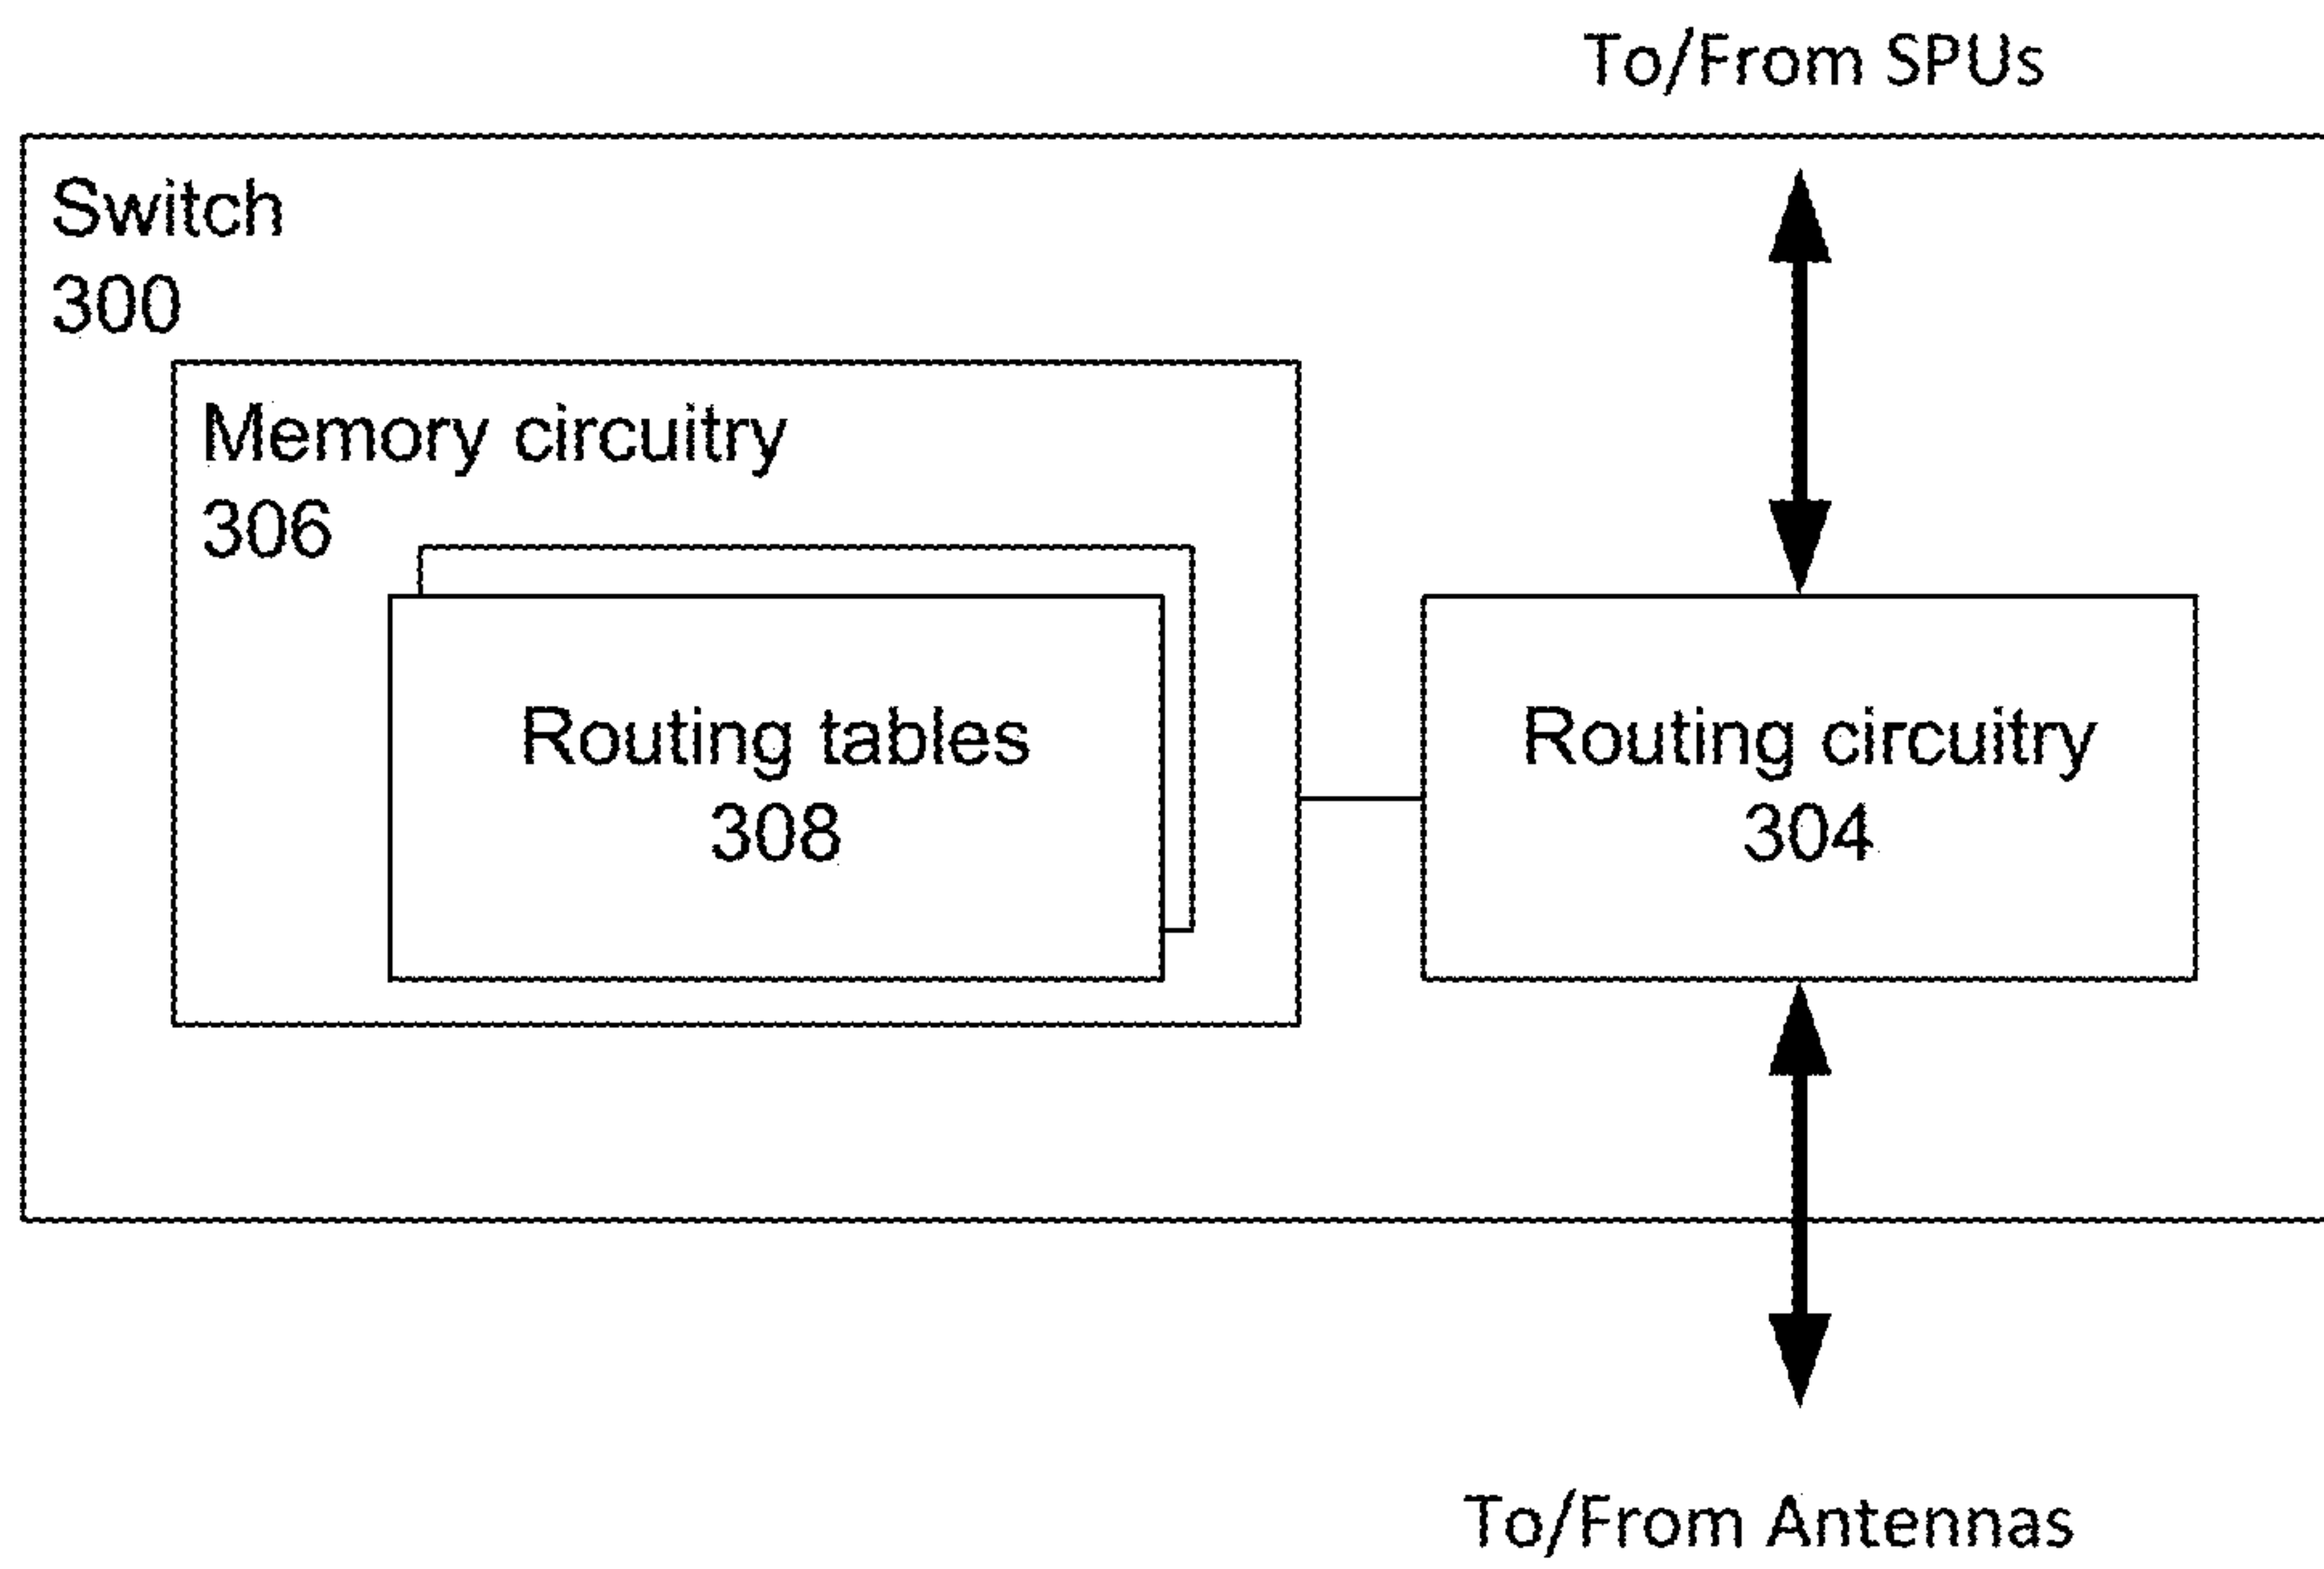 To/From SPUs
Switch
300
Memory circuitry
306
Routing tables
308
Routing circuitry
304
To/From Antennas